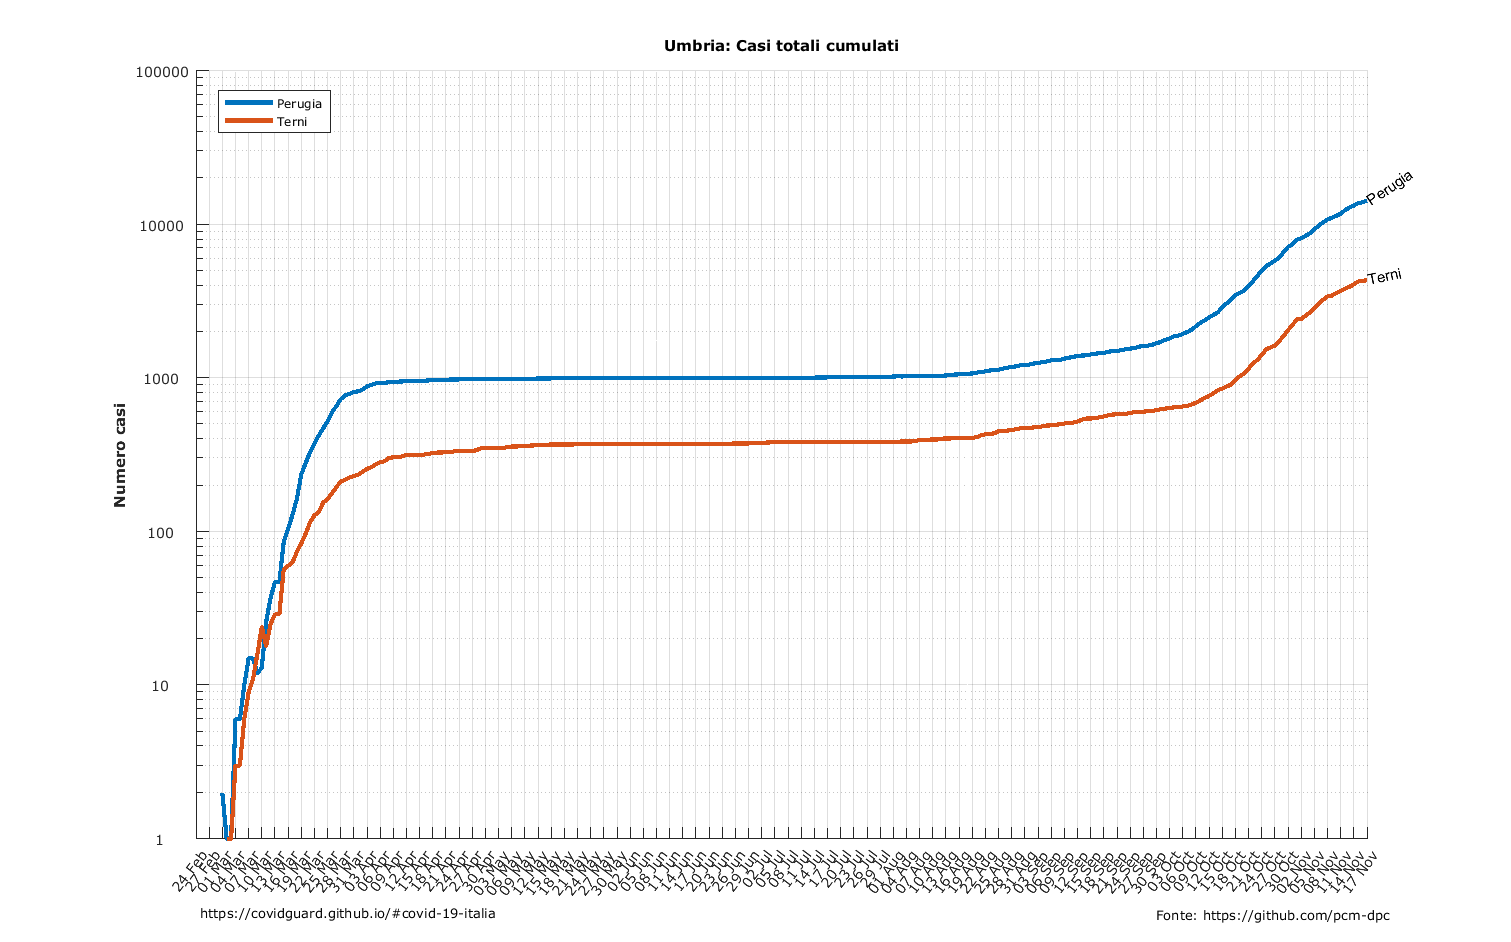 Umbria: Casi totali cumulati
100000
10000
1000
100
10
1
Numero casi
Perugia
Terni
Perugia
Terni
24 Feb
27 Feb
01 Mar
04 Mar
07 Mar
10 Mar
13 Mar
16 Mar
19 Mar
22 Mar
25 Mar
28 Mar
31 Mar
03 Apr
06 Apr
09 Apr
12 Apr
15 Apr
18 Apr
21 Apr
24 Apr
27 Apr
30 Apr
03 May
06 May
09 May
12 May
15 May
18 May
21 May
24 May
27 May
30 May
02 Jun
05 Jun
08 Jun
11 Jun
14 Jun
17 Jun
20 Jun
23 Jun
26 Jun
29 Jun
02 Jul
05 Jul
08 Jul
11 Jul
14 Jul
17 Jul
20 Jul
23 Jul
26 Jul
29 Jul
01 Aug
04 Aug
07 Aug
10 Aug
13 Aug
16 Aug
19 Aug
22 Aug
25 Aug
28 Aug
31 Aug
03 Sep
06 Sep
09 Sep
12 Sep
15 Sep
18 Sep
21 Sep
24 Sep
27 Sep
30 Sep
03 Oct
06 Oct
09 Oct
12 Oct
15 Oct
18 Oct
21 Oct
24 Oct
27 Oct
30 Oct
02 Nov
05 Nov
08 Nov
11 Nov
14 Nov
17 Nov
https://covidguard.github.io/#covid-19-italia
Fonte: https://github.com/pcm-dpc